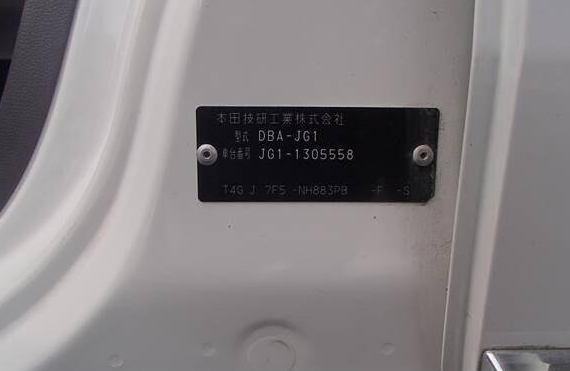 本田技研工業株式会社
型式 DBA-JG1
車台番号 JG1-1305558
T4G J 7F5 -NH883PB -F -S